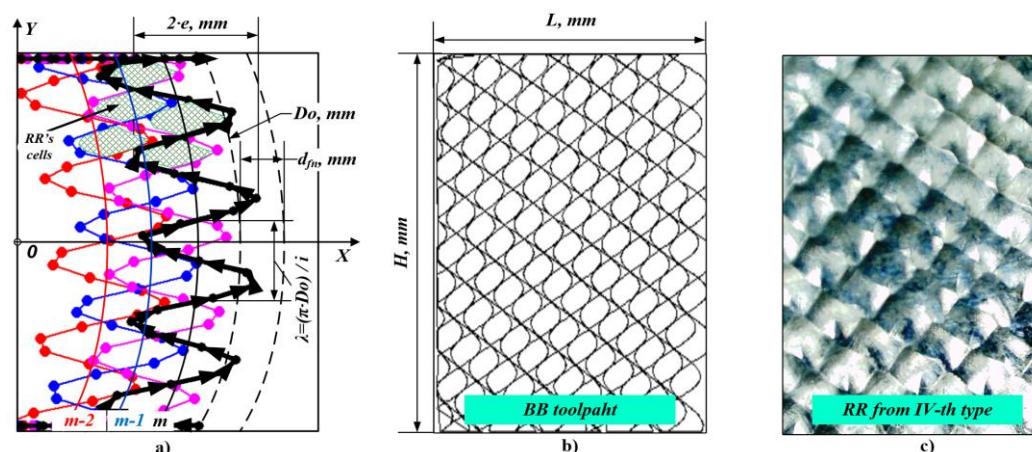 Y
2·e, mm
Do, mm
d_fn, mm
RR's
cells
0
X
λ=(π·Do) / i
m-2
m-1
m
a)
L, mm
H, mm
BB toolpaht
b)
RR from IV-th type
c)